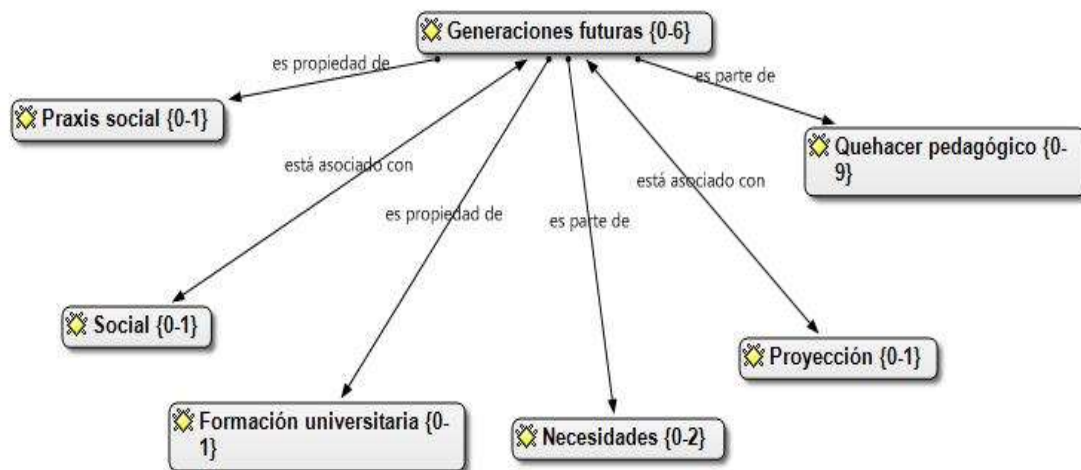 Generaciones futuras {0-6}
es propiedad de
es parte de
Praxis social {0-1}
Quehacer pedagógico {0-
9}
está asociado con
está asociado con
es propiedad de
es parte de
Social {0-1}
Proyección {0-1}
Formación universitaria {0-
1}
Necesidades {0-2}